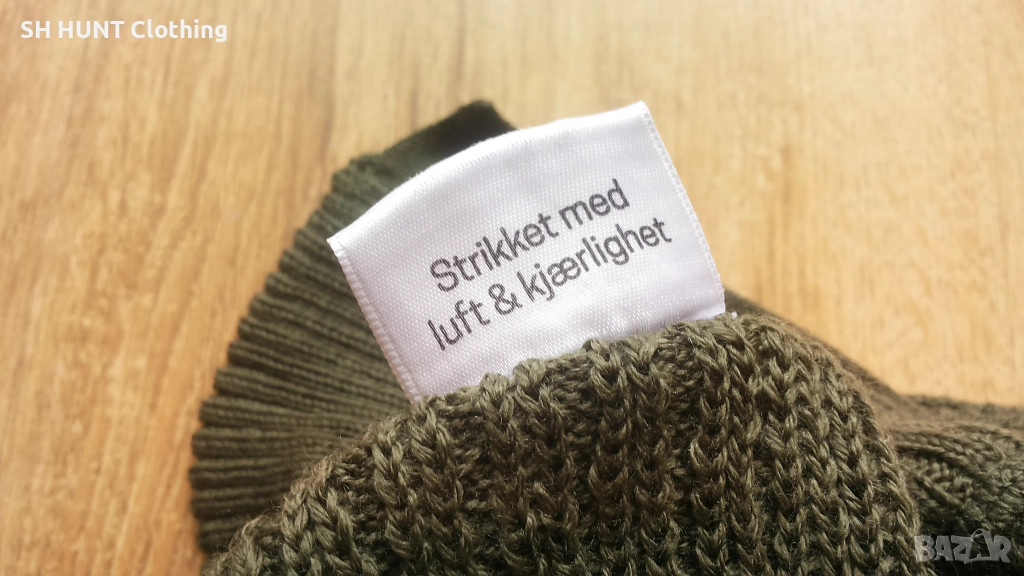 SH HUNT Clothing
Strikket med
luft & kjærlighet
BAZAR